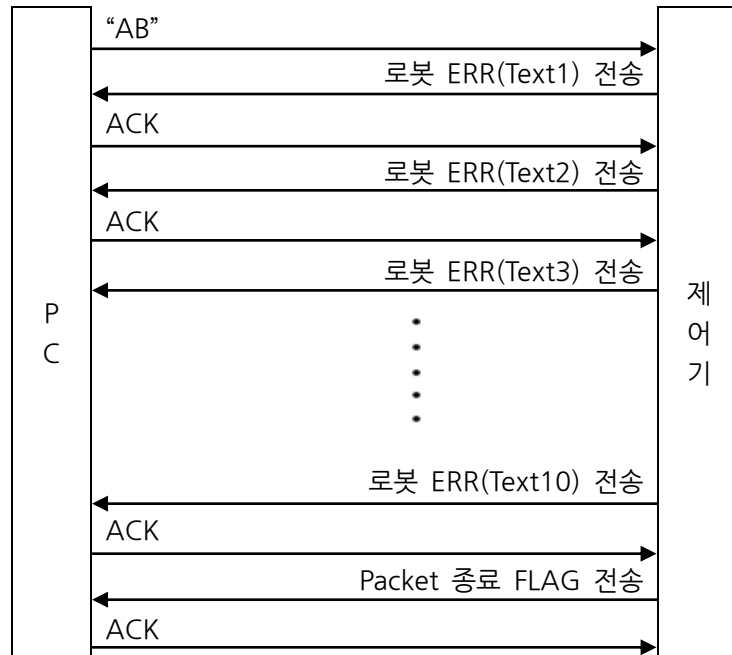 “AB”
로봇 ERR(Text1) 전송
ACK
로봇 ERR(Text2) 전송
ACK
로봇 ERR(Text3) 전송
P
C
제
어
기
로봇 ERR(Text10) 전송
ACK
Packet 종료 FLAG 전송
ACK